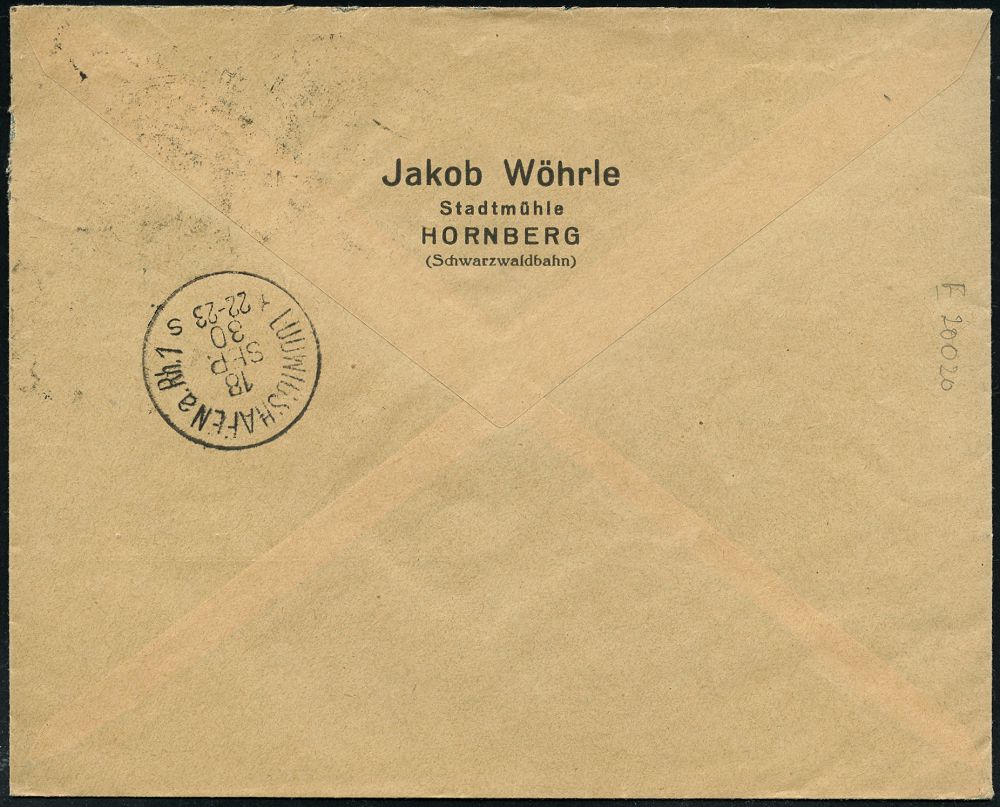 Jakob Wöhrle
Stadtmühle
HORNBERG
(Schwarzwaldbahn)
LUDWIGSHAFEN a. Rh. 1 s
18
SEP.
30
22-23
E 20020